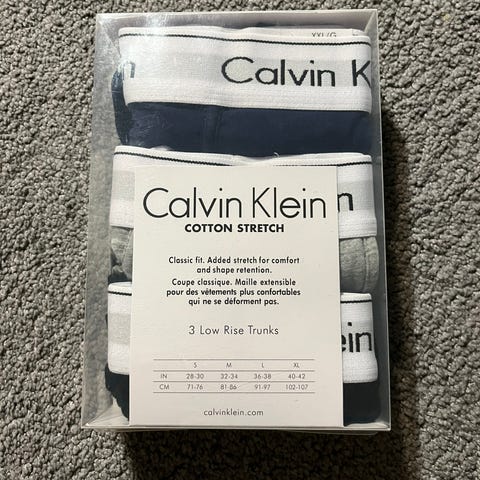 XXL/G
Calvin K
n
n
Calvin Klein
COTTON STRETCH
Classic fit. Added stretch for comfort
and shape retention.
Coupe classique. Maille extensible
pour des vêtements plus confortables
qui ne se déforment pas.
3 Low Rise Trunks
ein
S M L XL
IN 28-30 32-34 36-38 40-42
CM 71-76 81-86 91-97 102-107
calvinklein.com